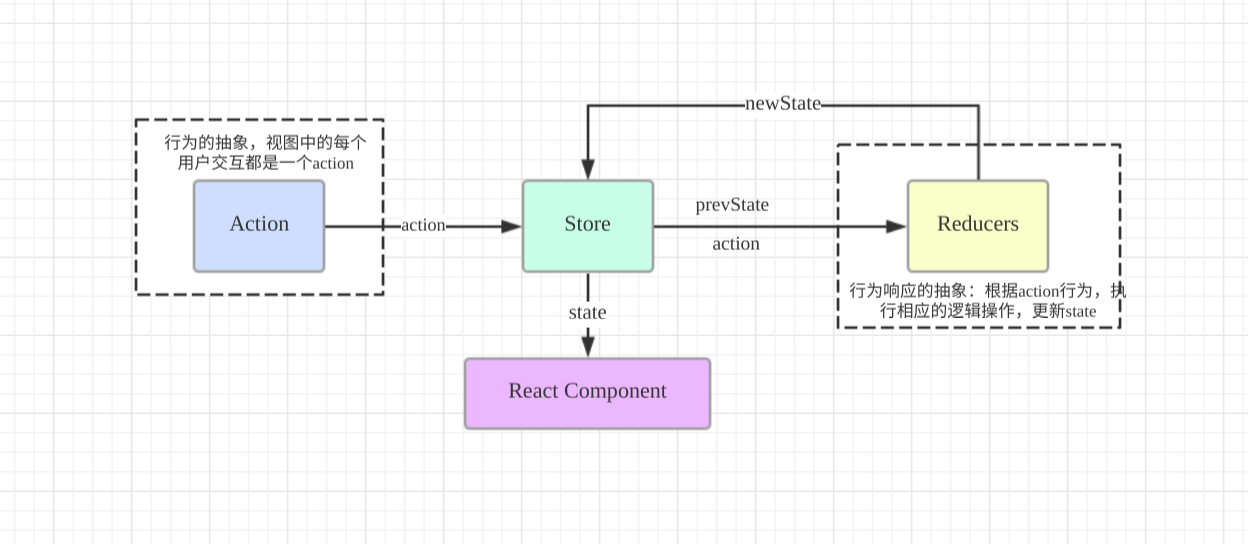 newState
行为的抽象，视图中的每个
用户交互都是一个action
Action
action
Store
prevState
action
Reducers
行为响应的抽象：根据action行为，执
行相应的逻辑操作，更新state
state
React Component